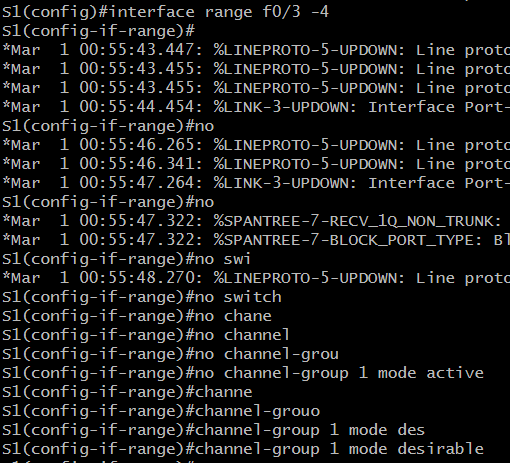 S1(config)#interface range f0/3 -4
S1(config-if-range)#
*Mar  1 00:55:43.447: %LINEPROTO-5-UPDOWN: Line proto
*Mar  1 00:55:43.455: %LINEPROTO-5-UPDOWN: Line proto
*Mar  1 00:55:43.455: %LINEPROTO-5-UPDOWN: Line proto
*Mar  1 00:55:44.454: %LINK-3-UPDOWN: Interface Port-
S1(config-if-range)#no
*Mar  1 00:55:46.265: %LINEPROTO-5-UPDOWN: Line proto
*Mar  1 00:55:46.341: %LINEPROTO-5-UPDOWN: Line proto
*Mar  1 00:55:47.264: %LINK-3-UPDOWN: Interface Port-
S1(config-if-range)#no
*Mar  1 00:55:47.322: %SPANTREE-7-RECV_1Q_NON_TRUNK:
*Mar  1 00:55:47.322: %SPANTREE-7-BLOCK_PORT_TYPE: Bl
S1(config-if-range)#no swi
*Mar  1 00:55:48.270: %LINEPROTO-5-UPDOWN: Line proto
S1(config-if-range)#no switch
S1(config-if-range)#no chane
S1(config-if-range)#no channel
S1(config-if-range)#no channel-grou
S1(config-if-range)#no channel-group 1 mode active
S1(config-if-range)#channe
S1(config-if-range)#channel-grouo
S1(config-if-range)#channel-group 1 mode des
S1(config-if-range)#channel-group 1 mode desirable
S1(config-if-range)#